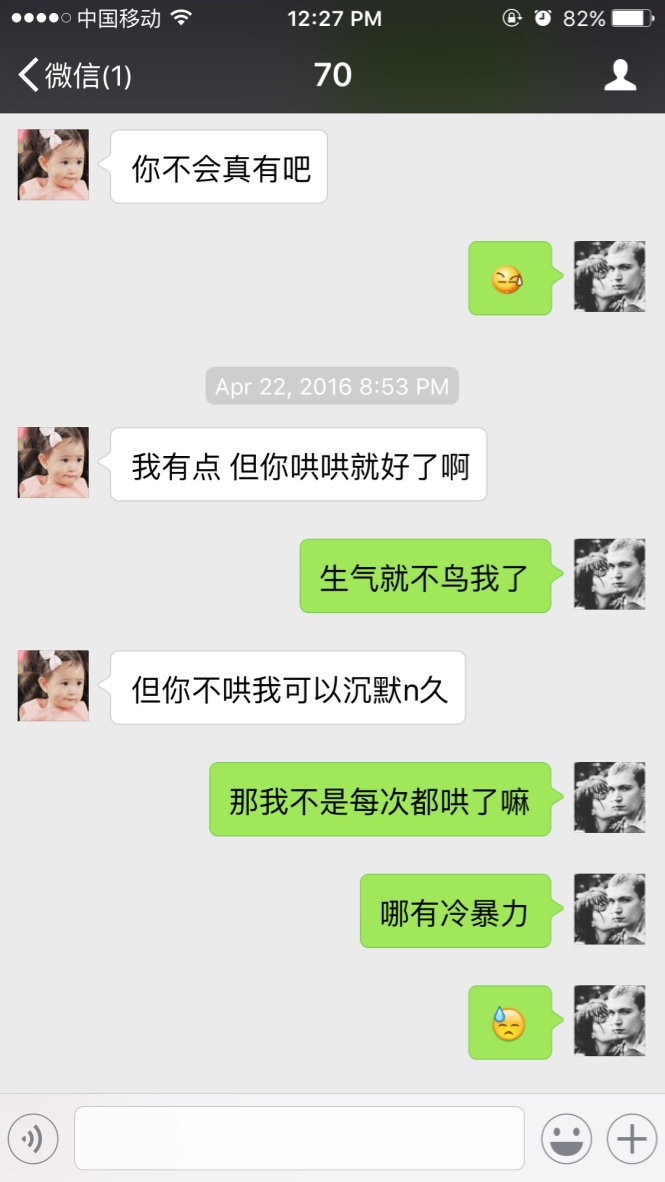 中国移动 12:27 PM 82%
微信(1) 70
你不会真有吧
Apr 22, 2016 8:53 PM
我有点 但你哄哄就好了啊
生气就不鸟我了
但你不哄我可以沉默n久
那我不是每次都哄了嘛
哪有冷暴力